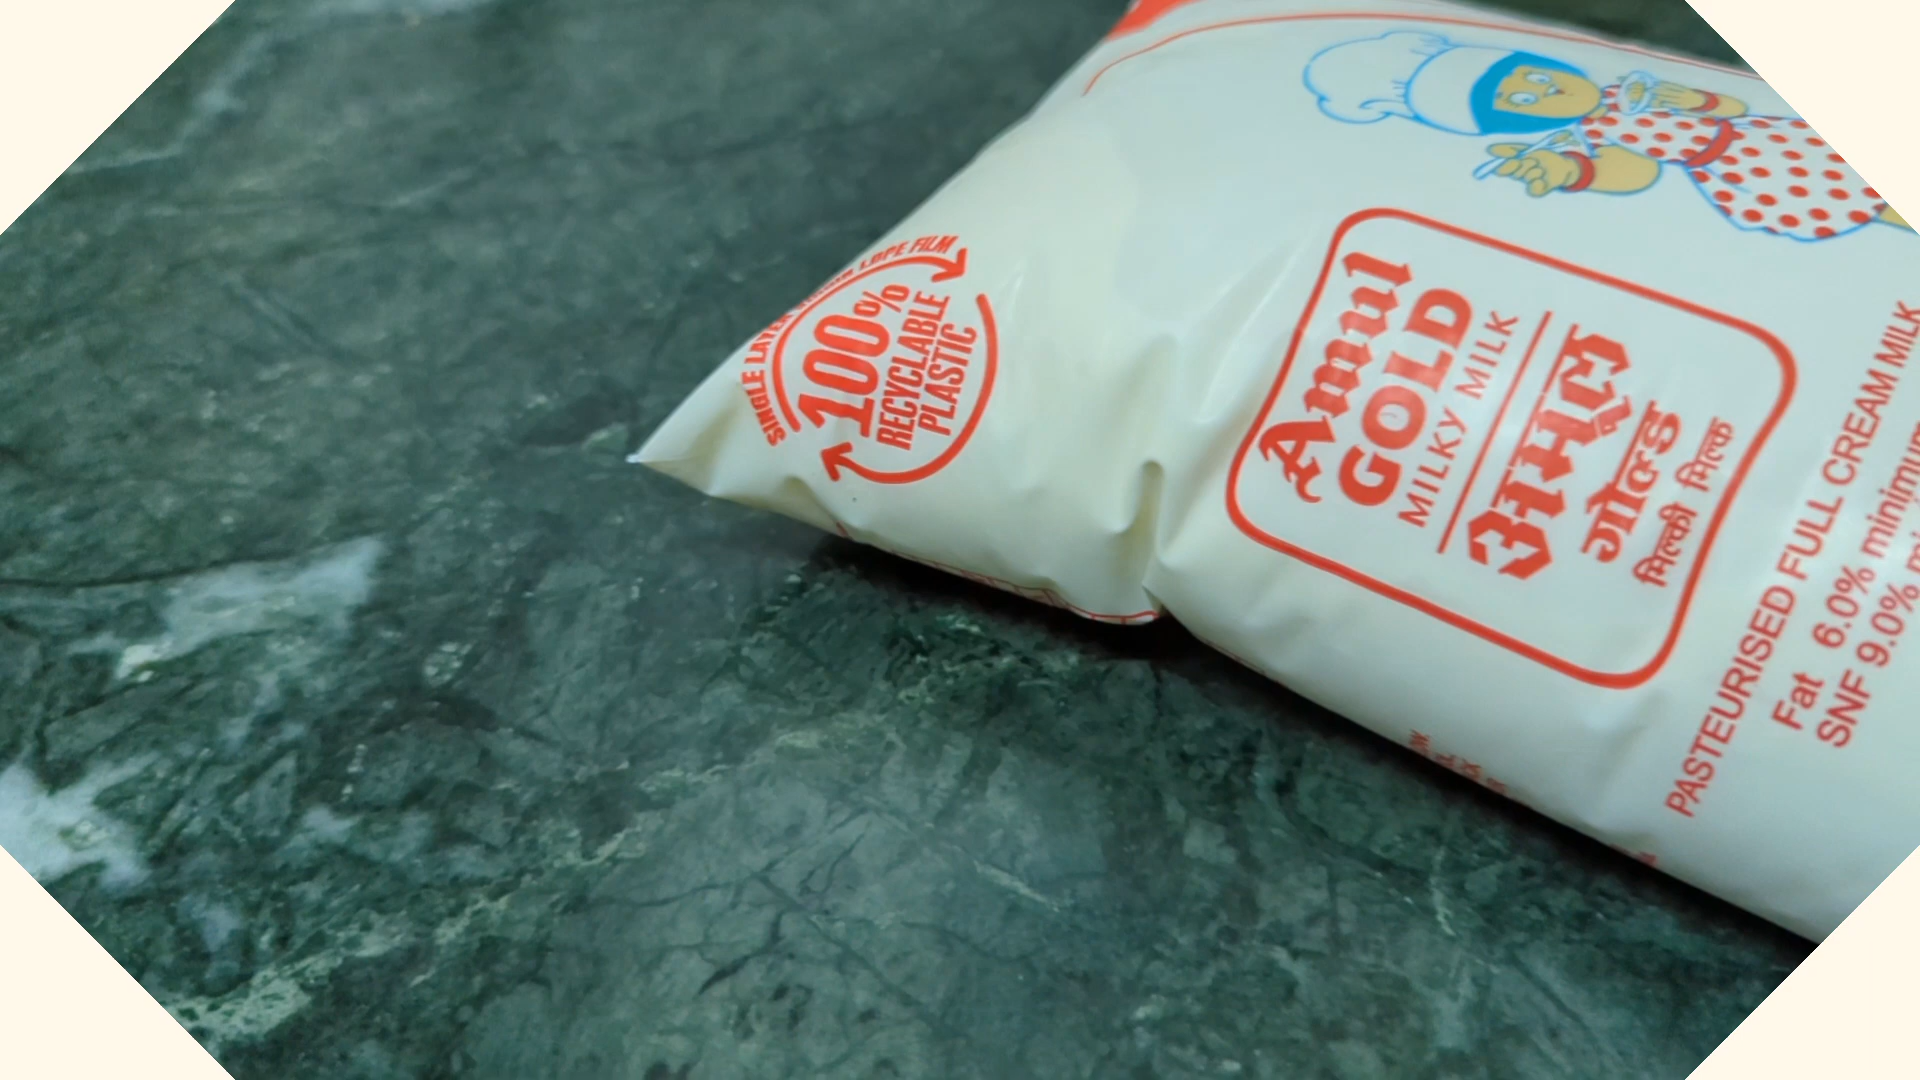 SINGLE LAYER LDPE FILM
100%
RECYCLABLE
PLASTIC
Amul
GOLD
MILKY MILK
अमूल
गोल्ड
मिल्की मिल्क
PASTEURISED FULL CREAM MILK
Fat 6.0% minimum
SNF 9.0%